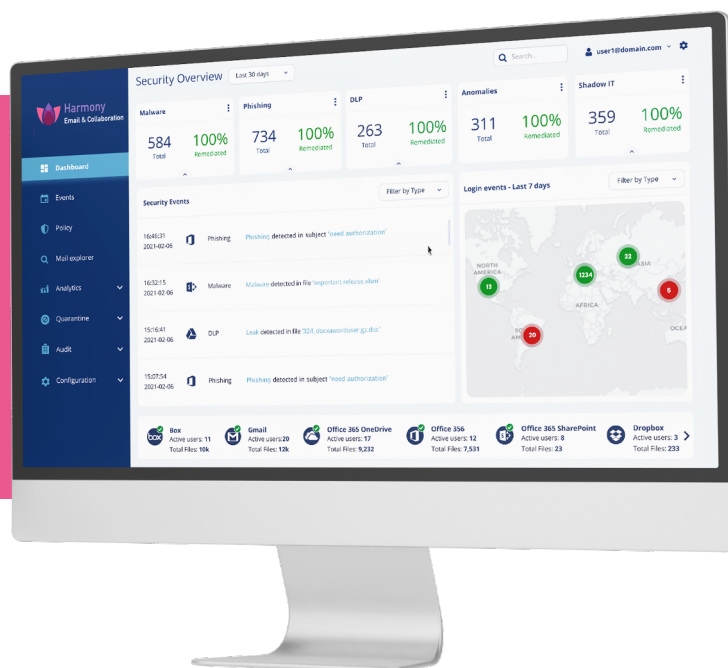 Harmony
Email & Collaboration
Dashboard
Events
Policy
Mail explorer
Analytics
Quarantine
Audit
Configuration
Security Overview
Last 30 days
Search...
user1@domain.com
Malware
584
Total
100%
Remediated
Phishing
734
Total
100%
Remediated
DLP
263
Total
100%
Remediated
Anomalies
311
Total
100%
Remediated
Shadow IT
359
Total
100%
Remediated
Security Events
Filter by Type
16:46:31
2021-02-06
Phishing
Phishing detected in subject 'need authorization'
16:32:15
2021-02-06
Malware
Malware detected in file 'important release.xlsm'
15:16:41
2021-02-06
DLP
Leak detected in file
15:07:54
2021-02-06
Phishing
Phishing detected in subject 'need authorization'
Login events - Last 7 days
Filter by Type
NORTH
AMERICA
13
1234
32
ASIA
5
AFRICA
20
OCEA
box
Box
Active users: 11
Total Files: 10k
Gmail
Active users:20
Total Files: 12k
Office 365 OneDrive
Active users: 17
Total Files: 9,232
Office 356
Active users: 12
Total Files: 7,531
Office 365 SharePoint
Active users: 8
Total Files: 23
Dropbox
Active users: 3
Total Files: 233